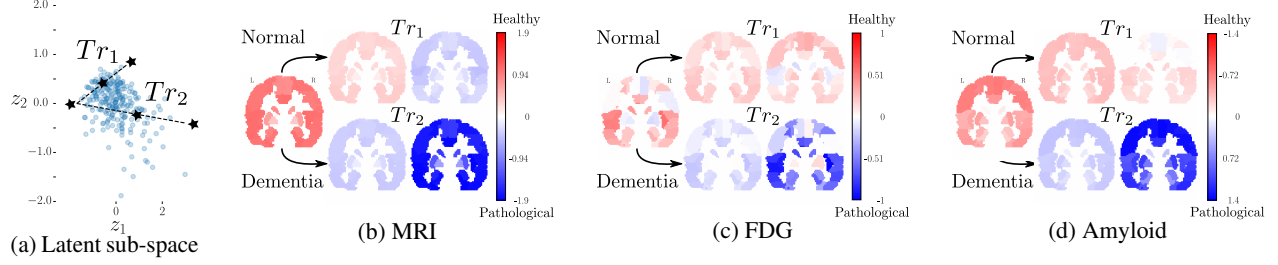 2.0
1.0
z2 0.0
-1.0
-2.0
0 2
z1
Tr1
Tr2
(a) Latent sub-space
Normal
Tr1
L R
Tr2
Dementia
Healthy
1.9
0.94
0
-0.94
-1.9
Pathological
(b) MRI
Normal
Tr1
L R
Tr2
Dementia
Healthy
1
0.51
0
-0.51
-1
Pathological
(c) FDG
Normal
Tr1
L R
Tr2
Dementia
Healthy
-1.4
-0.72
0
0.72
1.4
Pathological
(d) Amyloid